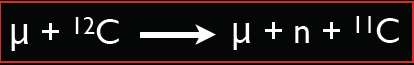 μ + ¹²C ⟶ μ + n + ¹¹C